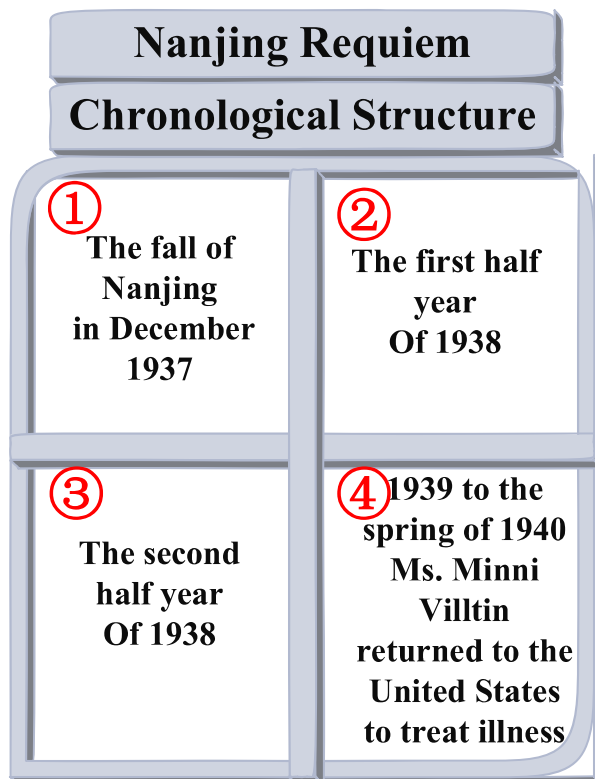 Nanjing Requiem
Chronological Structure
①
The fall of
Nanjing
in December
1937
②
The first half
year
Of 1938
③
The second
half year
Of 1938
④
1939 to the
spring of 1940
Ms. Minni
Villtin
returned to the
United States
to treat illness